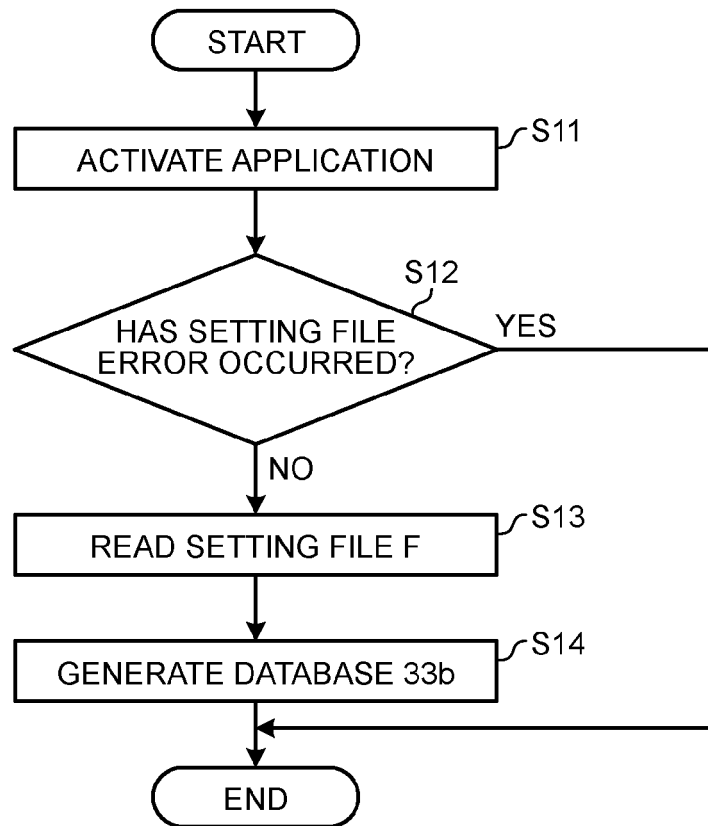 START
S11
ACTIVATE APPLICATION
S12
HAS SETTING FILE
ERROR OCCURRED?
YES
NO
S13
READ SETTING FILE F
S14
GENERATE DATABASE 33b
END